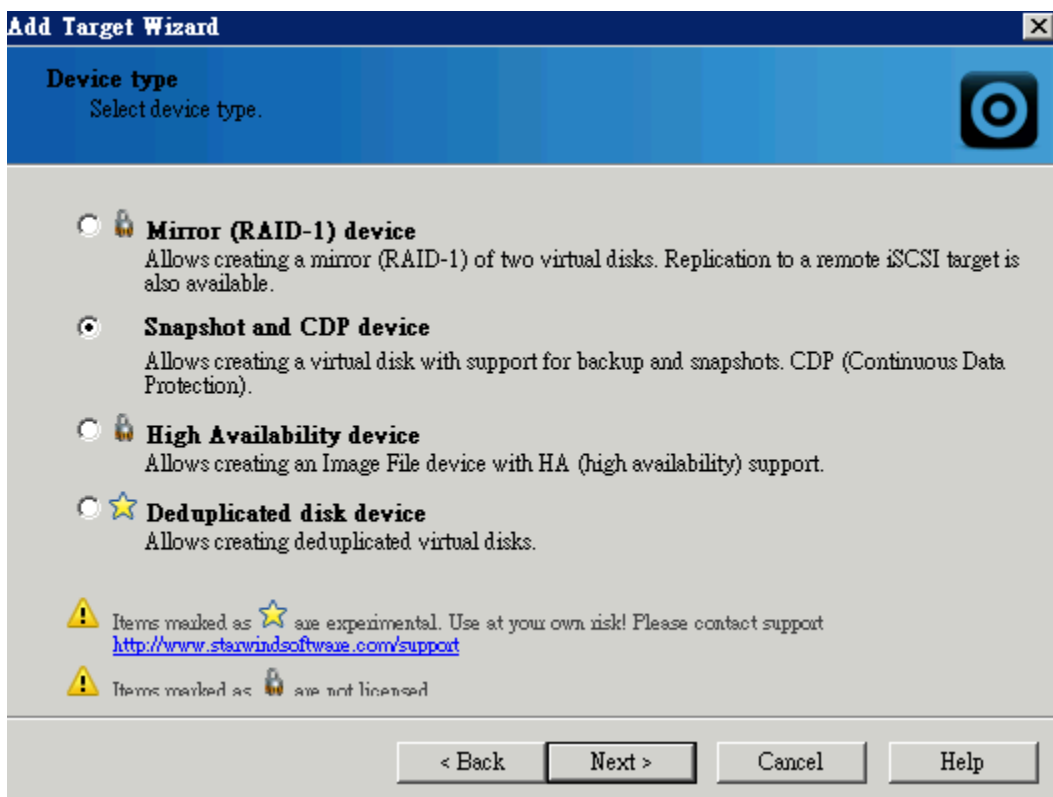 Add Target Wizard
Device type
Select device type.
Mirror (RAID-1) device
Allows creating a mirror (RAID-1) of two virtual disks. Replication to a remote iSCSI target is
also available.
Snapshot and CDP device
Allows creating a virtual disk with support for backup and snapshots. CDP (Continuous Data
Protection).
High Availability device
Allows creating an Image File device with HA (high availability) support.
Deduplicated disk device
Allows creating deduplicated virtual disks.
Items marked as are experimental. Use at your own risk! Please contact support
http://www.starwindsoftware.com/support
Items marked as are not licensed
< Back Next > Cancel Help